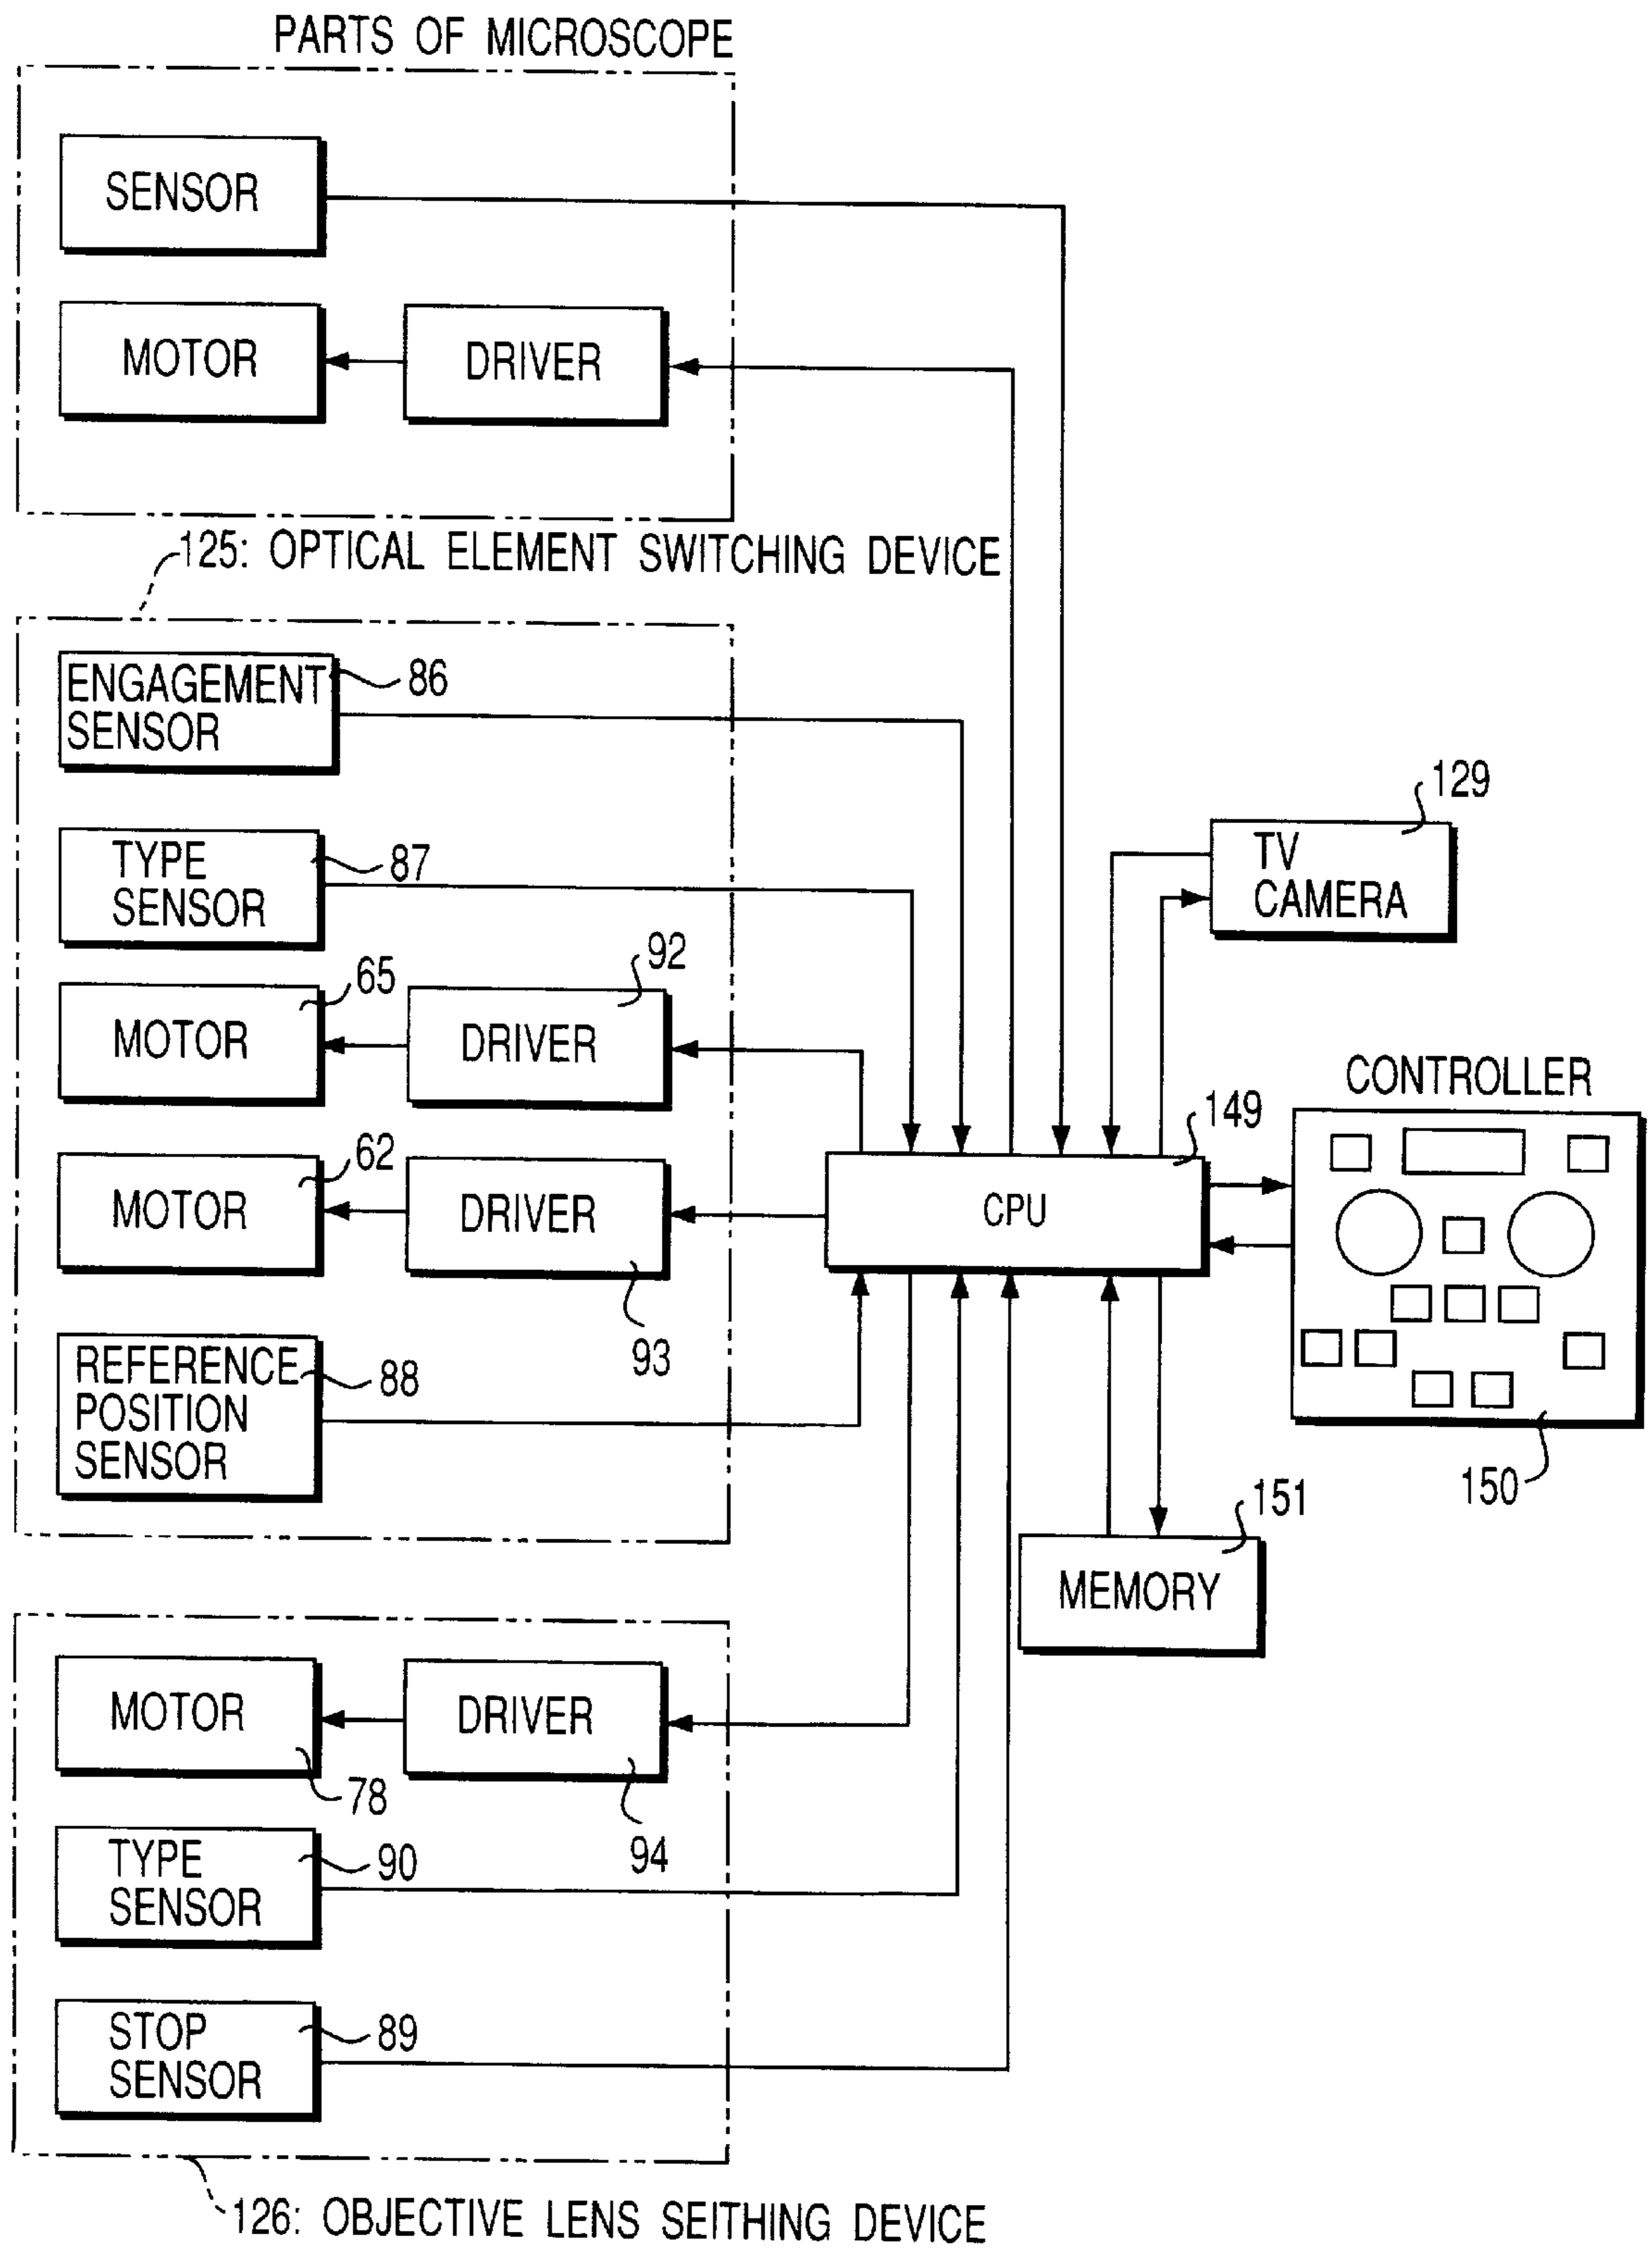 PARTS OF MICROSCOPE
SENSOR
MOTOR
DRIVER
125: OPTICAL ELEMENT SWITCHING DEVICE
ENGAGEMENT
SENSOR
86
TYPE
SENSOR
87
MOTOR
65
DRIVER
92
MOTOR
62
DRIVER
93
REFERENCE
POSITION
SENSOR
88
TV
CAMERA
129
CPU
149
CONTROLLER
150
MEMORY
151
MOTOR
78
DRIVER
94
TYPE
SENSOR
90
STOP
SENSOR
89
126: OBJECTIVE LENS SEITHING DEVICE